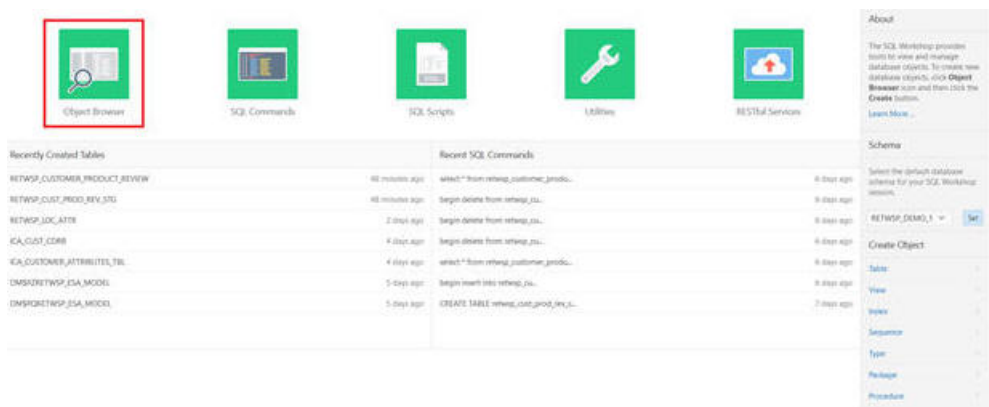 Object Browser
SQL Commands
SQL Scripts
Utilities
RESTful Services
Recently Created Tables
RETWSP_CUSTOMER_PRODUCT_REVIEW 48 minutes ago
RETWSP_CUST_PROD_REV_STG 48 minutes ago
RETWSP_LOC_ATTR 2 days ago
ICA_CUST_CORR 4 days ago
ICA_CUSTOMER_ATTRIBUTES_TBL 4 days ago
5 days ago
5 days ago
Recent SQL Commands
select * from retwsp_customer_produ... 6 days ago
begin delete from retwsp_cu... 6 days ago
begin delete from retwsp_cu... 6 days ago
select * from retwsp_customer_produ... 6 days ago
begin insert into retwsp_cu... 6 days ago
CREATE TABLE retwsp_cust_prod_rev_s... 7 days ago
About
The SQL Workshop provides
tools to view and manage
database objects. To create new
database objects, click Object
Browser icon and then click the
Create button.
Learn More ...
Schema
Select the default database
schema for your SQL Workshop
session.
RETWSP_DEMO_1 Set
Create Object
Table
View
Index
Sequence
Type
Package
Procedure